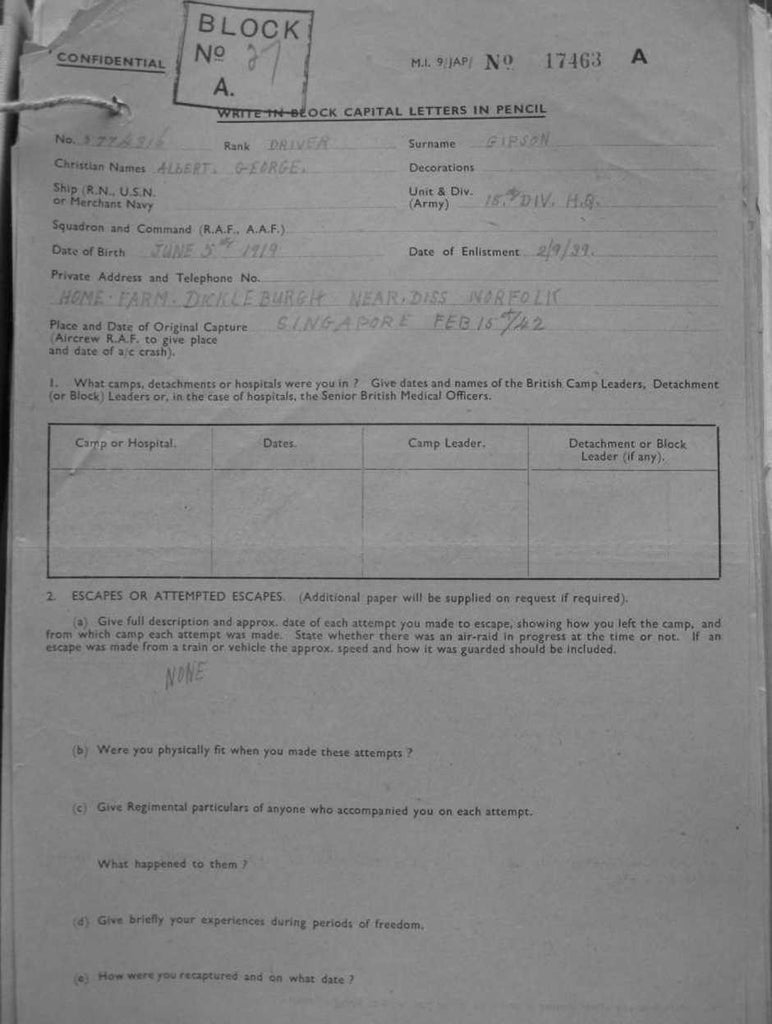 BLOCK
No 27
A.
CONFIDENTIAL
M.I. 9/JAP/ No 17463 A
WRITE IN BLOCK CAPITAL LETTERS IN PENCIL
No. Rank DRIVER Surname GIPSON
Christian Names ALBERT. GEORGE. Decorations
Ship (R.N., U.S.N. or Merchant Navy
Unit & Div. (Army) 18.th DIV. H.Q.
Squadron and Command (R.A.F., A.A.F.)
Date of Birth JUNE 5th 1919 Date of Enlistment 2/9/39.
Private Address and Telephone No.
HOME. FARM. DICKLEBURGH NEAR. DISS NORFOLK
Place and Date of Original Capture SINGAPORE FEB 15th/42
(Aircrew R.A.F. to give place
and date of a/c crash).
1. What camps, detachments or hospitals were you in ? Give dates and names of the British Camp Leaders, Detachment
(or Block) Leaders or, in the case of hospitals, the Senior British Medical Officers.
Camp or Hospital. Dates. Camp Leader. Detachment or Block
Leader (if any).
2. ESCAPES OR ATTEMPTED ESCAPES. (Additional paper will be supplied on request if required).
(a) Give full description and approx. date of each attempt you made to escape, showing how you left the camp, and
from which camp each attempt was made. State whether there was an air-raid in progress at the time or not. If an
escape was made from a train or vehicle the approx. speed and how it was guarded should be included.
NONE
(b) Were you physically fit when you made these attempts ?
(c) Give Regimental particulars of anyone who accompanied you on each attempt.
What happened to them ?
(d) Give briefly your experiences during periods of freedom.
(e) How were you recaptured and on what date ?